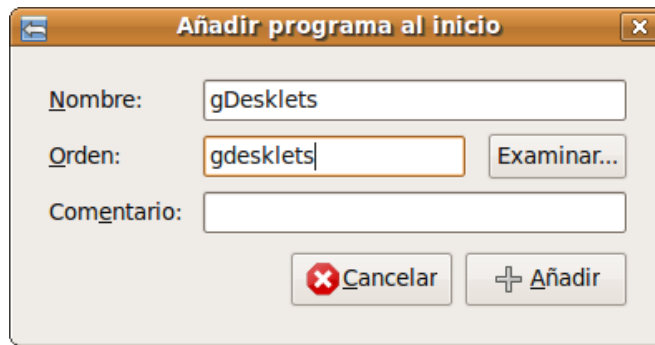 Añadir programa al inicio
Nombre: gDesklets
Orden: gdesklets Examinar...
Comentario:
Cancelar Añadir